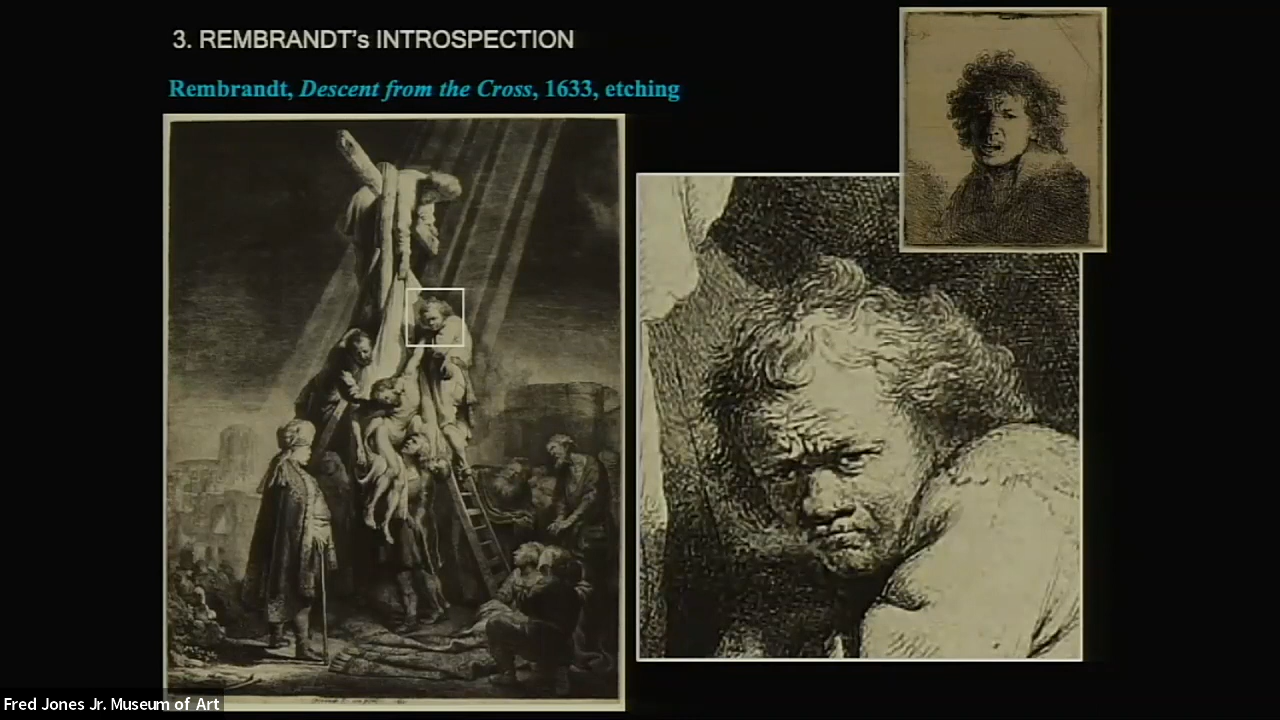 3. REMBRANDT's INTROSPECTION
Rembrandt, Descent from the Cross, 1633, etching
Fred Jones Jr. Museum of Art